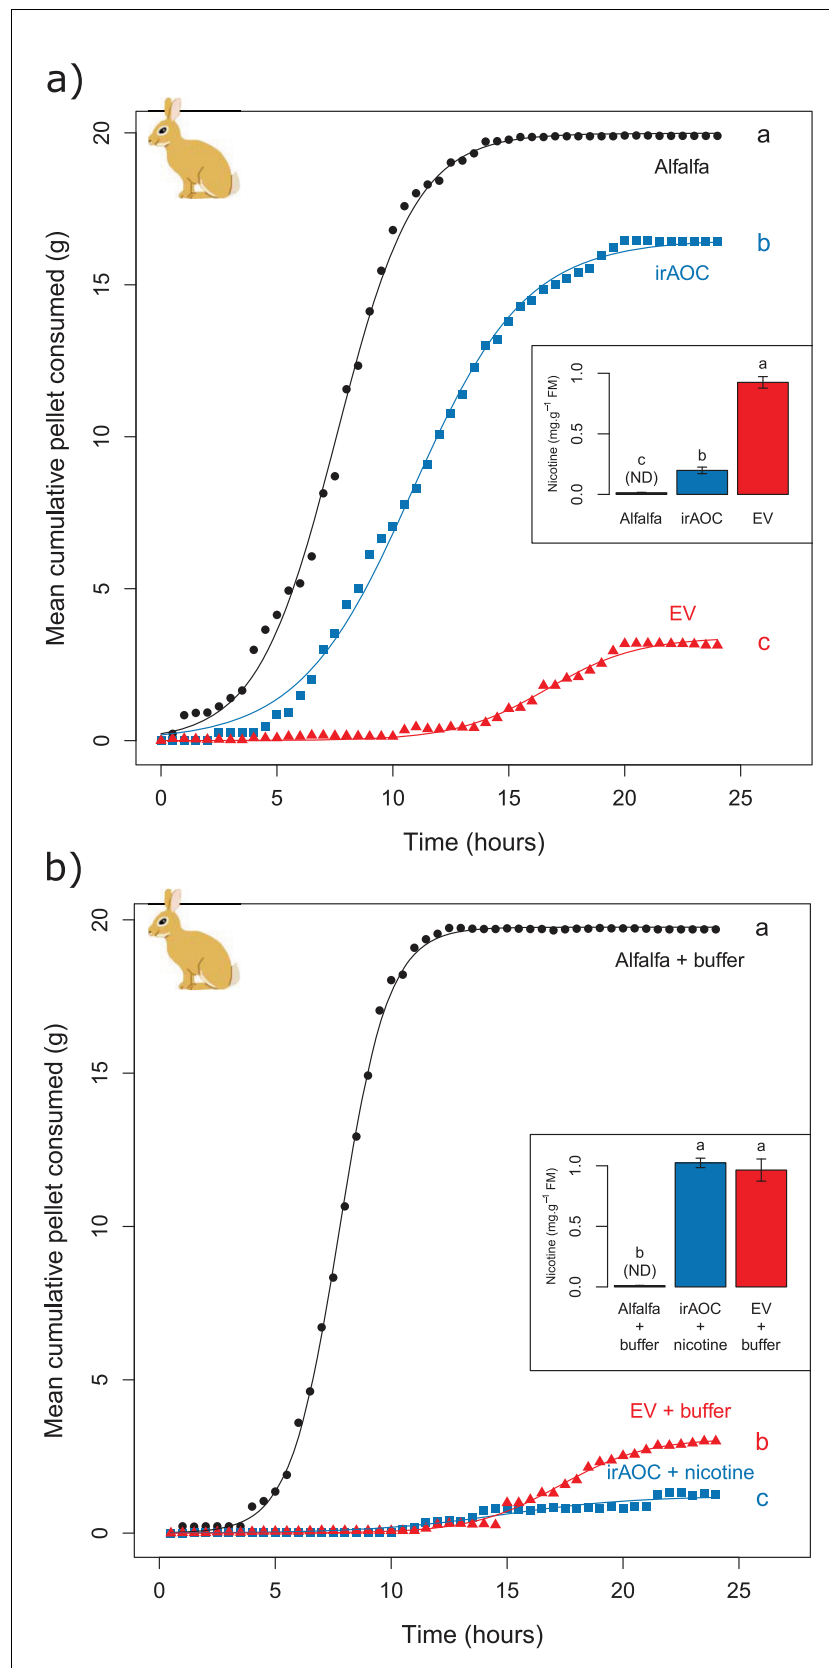 a)
20
15
10
5
0
Mean cumulative pellet consumed (g)
a
Alfalfa
b
irAOC
EV
c
Nicotine (mg.g⁻¹ FM)
1.0
0.5
0.0
c
(ND)
b
a
Alfalfa irAOC EV
0 5 10 15 20 25
Time (hours)
b)
20
15
10
5
0
Mean cumulative pellet consumed (g)
a
Alfalfa + buffer
Nicotine (mg.g⁻¹ FM)
1.0
0.5
0.0
b
(ND)
a
a
Alfalfa irAOC EV
+ + +
buffer nicotine buffer
EV + buffer
b
irAOC + nicotine
c
0 5 10 15 20 25
Time (hours)